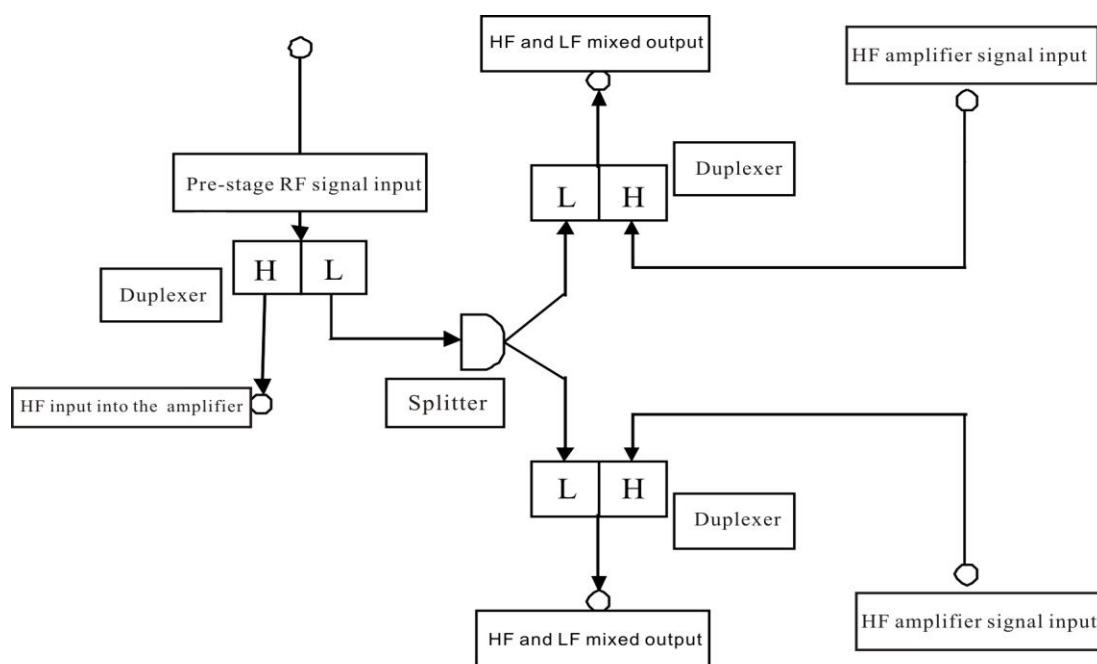 HF and LF mixed output
HF amplifier signal input
Pre-stage RF signal input
Duplexer
L H
H L
Duplexer
HF input into the amplifier
Splitter
L H
Duplexer
HF and LF mixed output
HF amplifier signal input